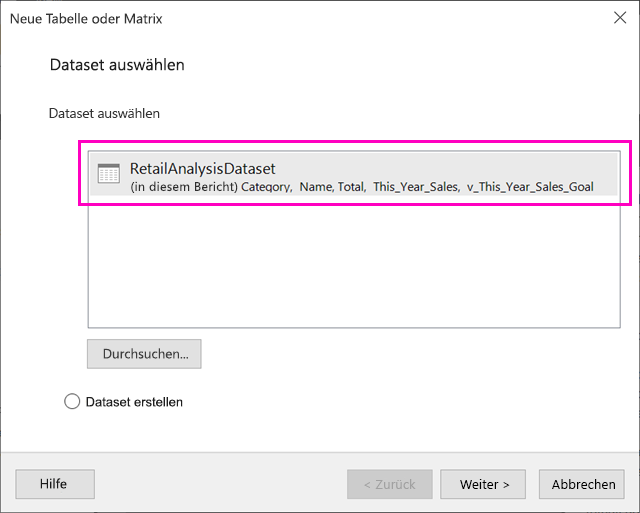 Neue Tabelle oder Matrix
Dataset auswählen
Dataset auswählen
RetailAnalysisDataset
(in diesem Bericht) Category, Name, Total, This_Year_Sales, v_This_Year_Sales_Goal
Durchsuchen...
Dataset erstellen
Hilfe
< Zurück
Weiter >
Abbrechen